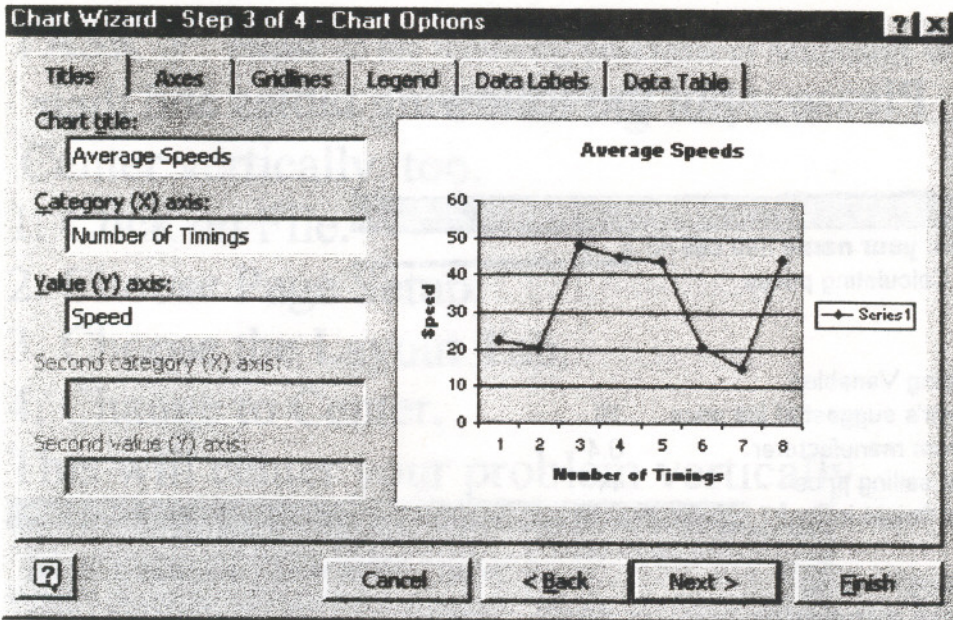 Chart Wizard - Step 3 of 4 - Chart Options
? X
Titles Axes Gridlines Legend Data Labels Data Table
Chart title:
Average Speeds
Category (X) axis:
Number of Timings
Value (Y) axis:
Speed
Second category (X) axis:
Second value (Y) axis:
Average Speeds
60
50
40
30
20
10
0
Speed
1 2 3 4 5 6 7 8
Number of Timings
Series1
? Cancel < Back Next > Finish